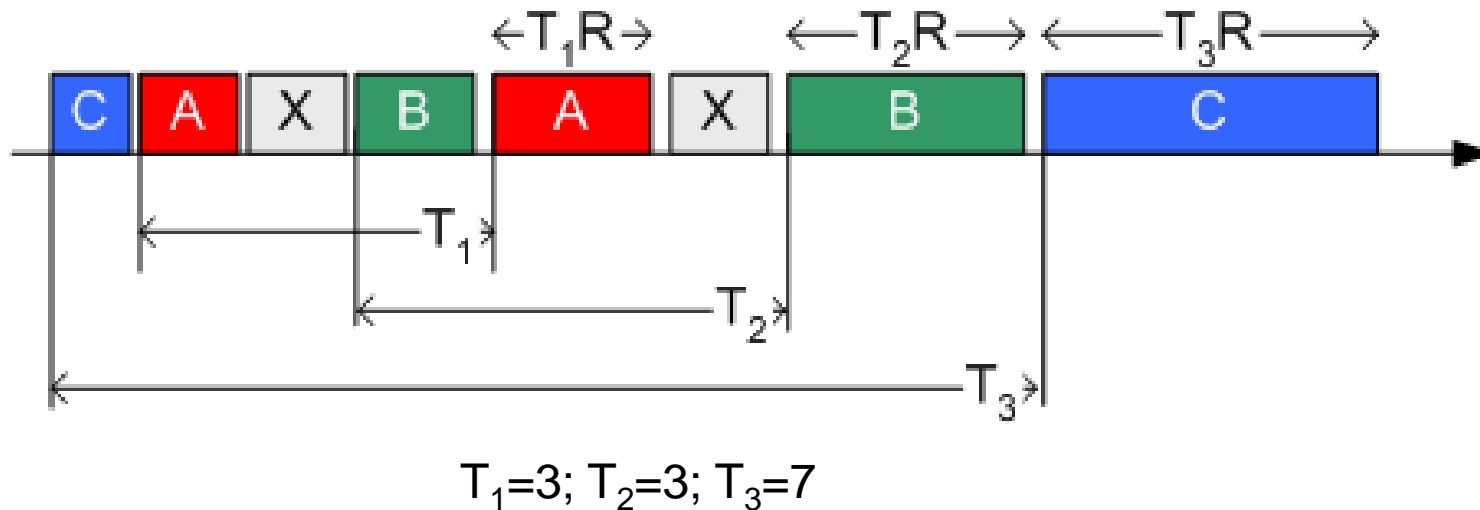 T₁R T₂R T₃R
C A X B A X B C
T₁
T₂
T₃
T₁=3; T₂=3; T₃=7